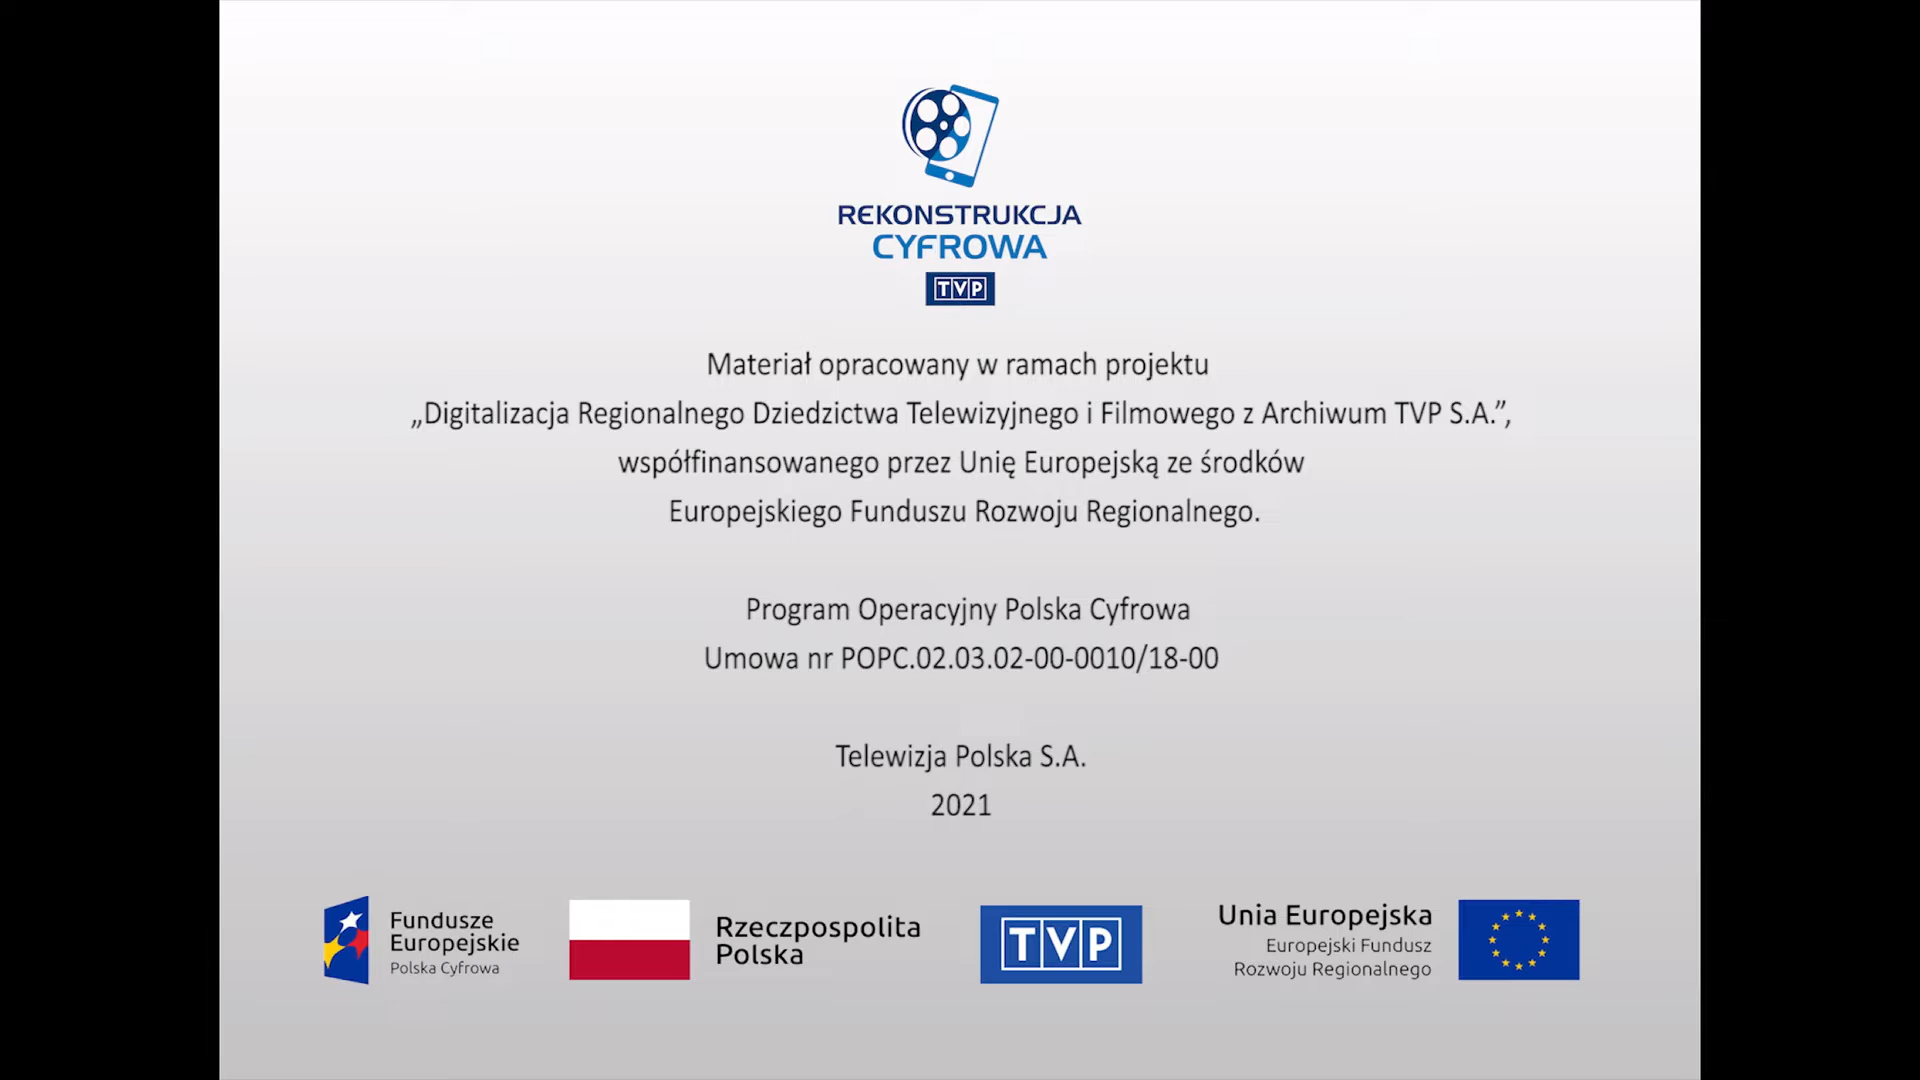 REKONSTRUKCJA
CYFROWA
TVP
Materiał opracowany w ramach projektu
„Digitalizacja Regionalnego Dziedzictwa Telewizyjnego i Filmowego z Archiwum TVP S.A.”,
współfinansowanego przez Unię Europejską ze środków
Europejskiego Funduszu Rozwoju Regionalnego.
Program Operacyjny Polska Cyfrowa
Umowa nr POPC.02.03.02-00-0010/18-00
Telewizja Polska S.A.
2021
Fundusze
Europejskie
Polska Cyfrowa
Rzeczpospolita
Polska
TVP
Unia Europejska
Europejski Fundusz
Rozwoju Regionalnego